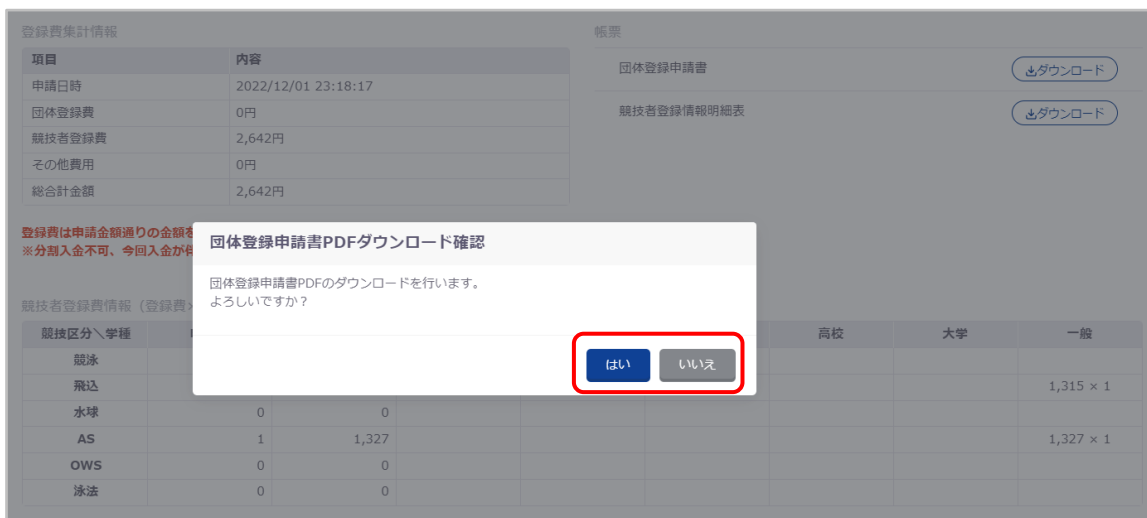 登録費集計情報
項目 内容
申請日時 2022/12/01 23:18:17
団体登録費 0円
競技者登録費 2,642円
その他費用 0円
総合計金額 2,642円
帳票
団体登録申請書 ダウンロード
競技者登録情報明細表 ダウンロード
登録費は申請金額通りの金額を
※分割入金不可、今回入金が
団体登録申請書PDFダウンロード確認
団体登録申請書PDFのダウンロードを行います。
よろしいですか？
はい いいえ
競技者登録費情報（登録費×
競技区分＼学種 高校 大学 一般
競泳
飛込 1,315 × 1
水球 0 0
AS 1 1,327 1,327 × 1
OWS 0 0
泳法 0 0